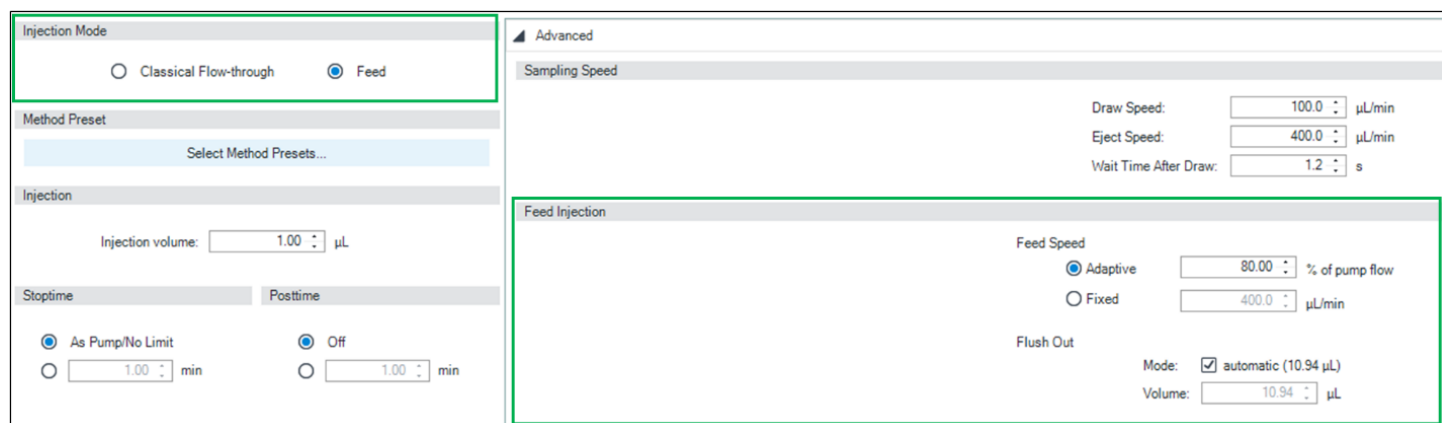 Injection Mode
Classical Flow-through Feed
Method Preset
Select Method Presets...
Injection
Injection volume: 1.00 µL
Stoptime Posttime
As Pump/No Limit Off
1.00 min 1.00 min
Advanced
Sampling Speed
Draw Speed: 100.0 µL/min
Eject Speed: 400.0 µL/min
Wait Time After Draw: 1.2 s
Feed Injection
Feed Speed
Adaptive 80.00 % of pump flow
Fixed 400.0 µL/min
Flush Out
Mode: automatic (10.94 µL)
Volume: 10.94 µL